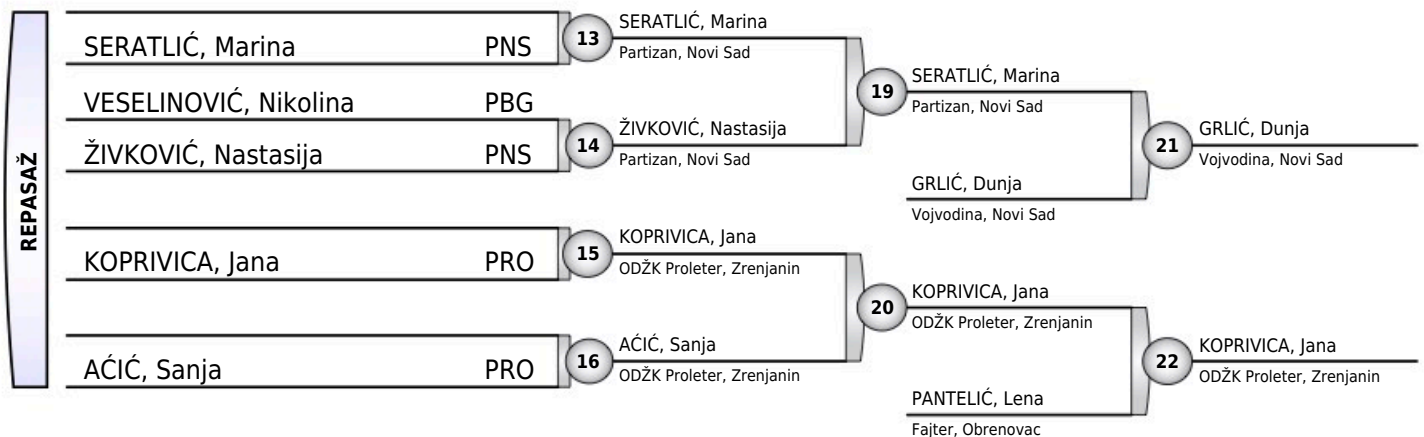 REPASAŽ
SERATLIĆ, Marina PNS
VESELINOVIĆ, Nikolina PBG
ŽIVKOVIĆ, Nastasija PNS
KOPRIVICA, Jana PRO
AĆIĆ, Sanja PRO
13
SERATLIĆ, Marina
Partizan, Novi Sad
14
ŽIVKOVIĆ, Nastasija
Partizan, Novi Sad
15
KOPRIVICA, Jana
ODŽK Proleter, Zrenjanin
16
AĆIĆ, Sanja
ODŽK Proleter, Zrenjanin
19
SERATLIĆ, Marina
Partizan, Novi Sad
GRLIĆ, Dunja
Vojvodina, Novi Sad
20
KOPRIVICA, Jana
ODŽK Proleter, Zrenjanin
PANTELIĆ, Lena
Fajter, Obrenovac
21
GRLIĆ, Dunja
Vojvodina, Novi Sad
22
KOPRIVICA, Jana
ODŽK Proleter, Zrenjanin